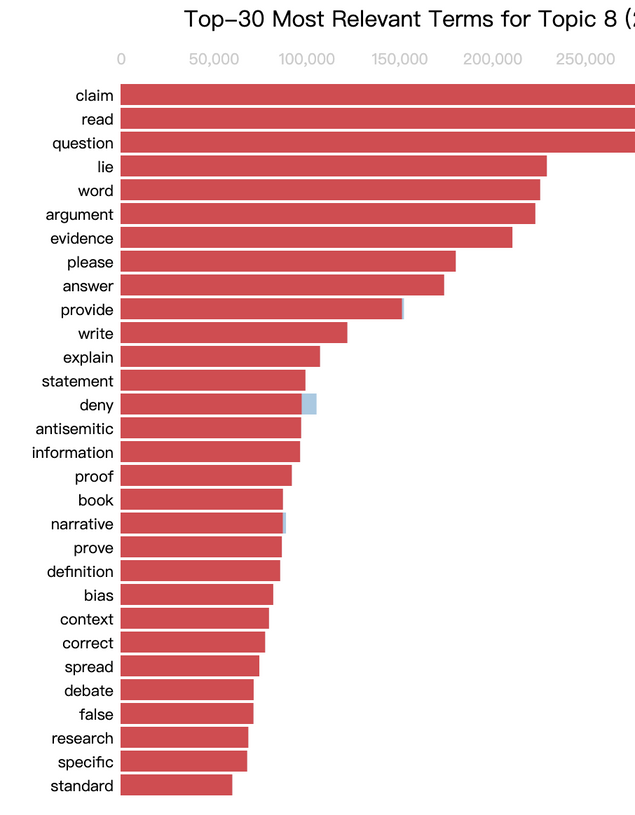 Top-30 Most Relevant Terms for Topic 8 (
0 50,000 100,000 150,000 200,000 250,000
claim
read
question
lie
word
argument
evidence
please
answer
provide
write
explain
statement
deny
antisemitic
information
proof
book
narrative
prove
definition
bias
context
correct
spread
debate
false
research
specific
standard